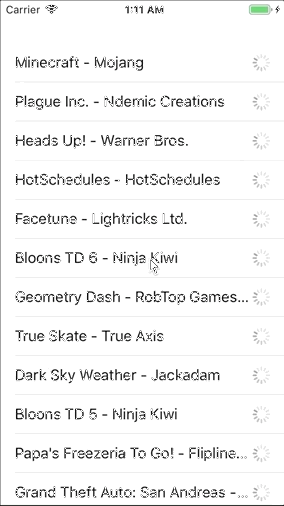 Carrier 1:11 AM
Minecraft - Mojang
Plague Inc. - Ndemic Creations
Heads Up! - Warner Bros.
HotSchedules - HotSchedules
Facetune - Lightricks Ltd.
Bloons TD 6 - Ninja Kiwi
Geometry Dash - RobTop Games...
True Skate - True Axis
Dark Sky Weather - Jackadam
Bloons TD 5 - Ninja Kiwi
Papa's Freezeria To Go! - Flipline...
Grand Theft Auto: San Andreas -...